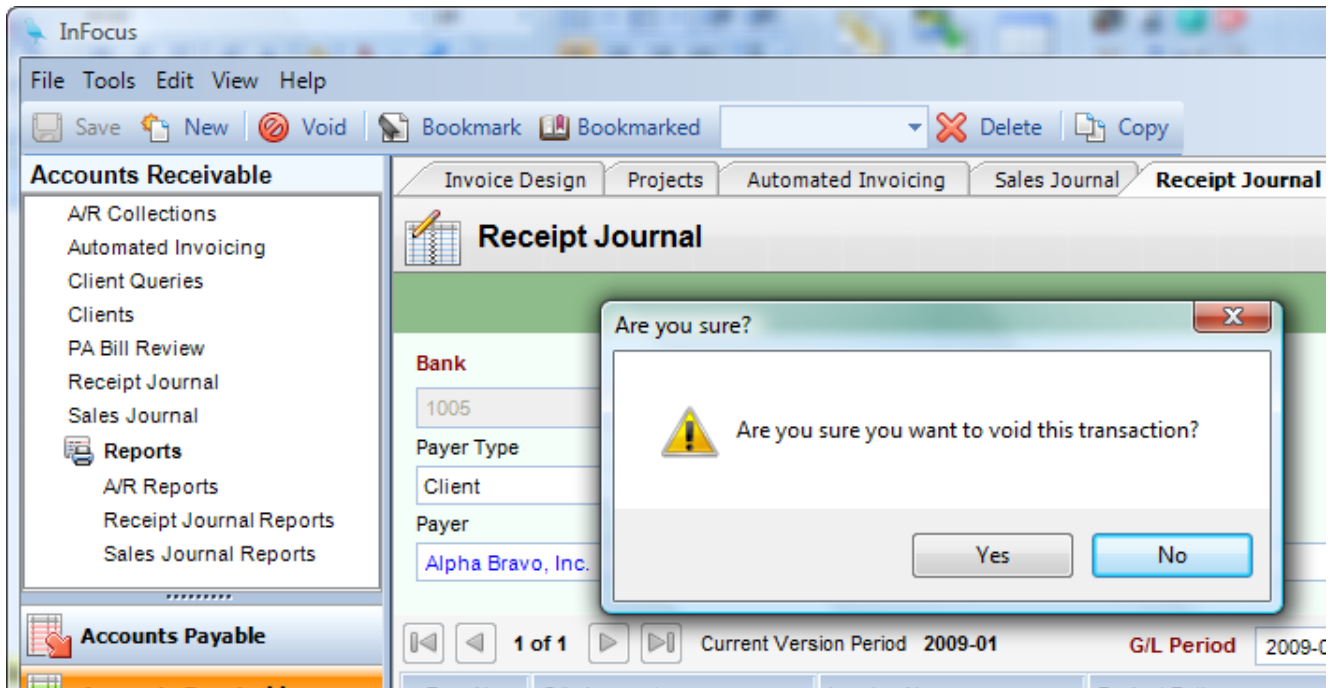 InFocus
File Tools Edit View Help
Save New Void Bookmark Bookmarked Delete Copy
Accounts Receivable
Invoice Design Projects Automated Invoicing Sales Journal Receipt Journal
A/R Collections
Automated Invoicing
Client Queries
Clients
PA Bill Review
Receipt Journal
Sales Journal
Reports
A/R Reports
Receipt Journal Reports
Sales Journal Reports
Accounts Payable
Receipt Journal
Bank
1005
Payer Type
Client
Payer
Alpha Bravo, Inc.
Are you sure?
Are you sure you want to void this transaction?
Yes No
1 of 1 Current Version Period 2009-01 G/L Period 2009-0